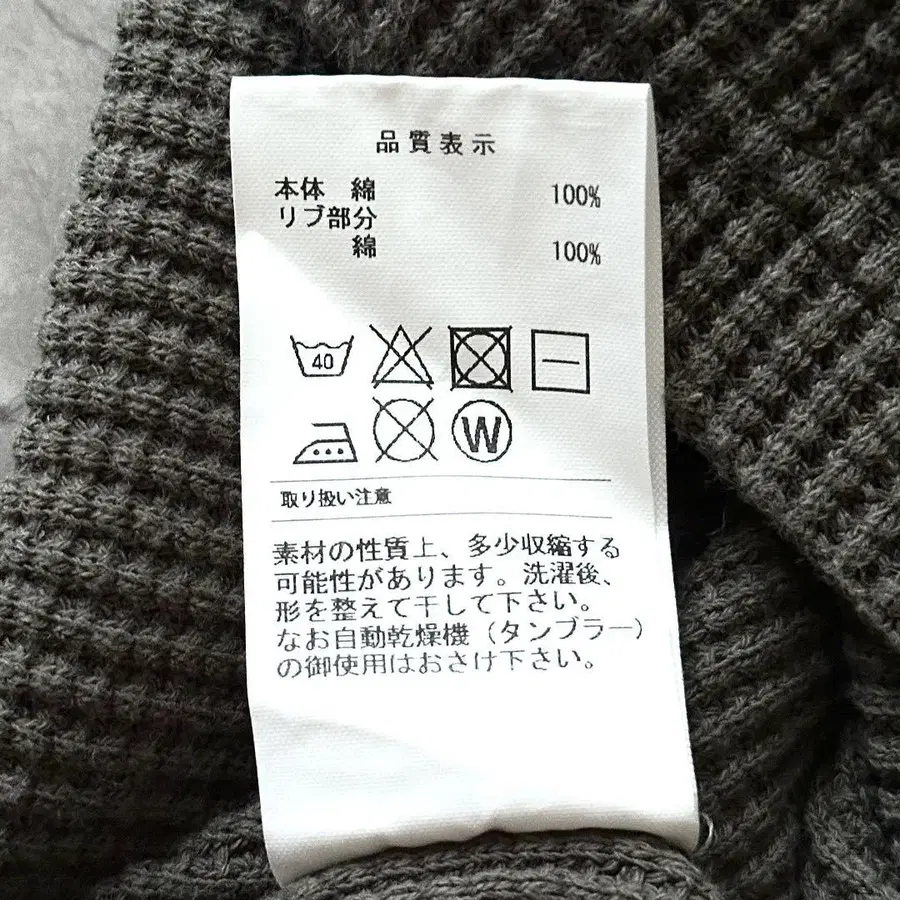 品質表示
本体 綿 100%
リブ部分
綿 100%
40
W
取り扱い注意
素材の性質上、多少収縮する
可能性があります。洗濯後、
形を整えて干して下さい。
なお自動乾燥機（タンブラー）
の御使用はおさけ下さい。